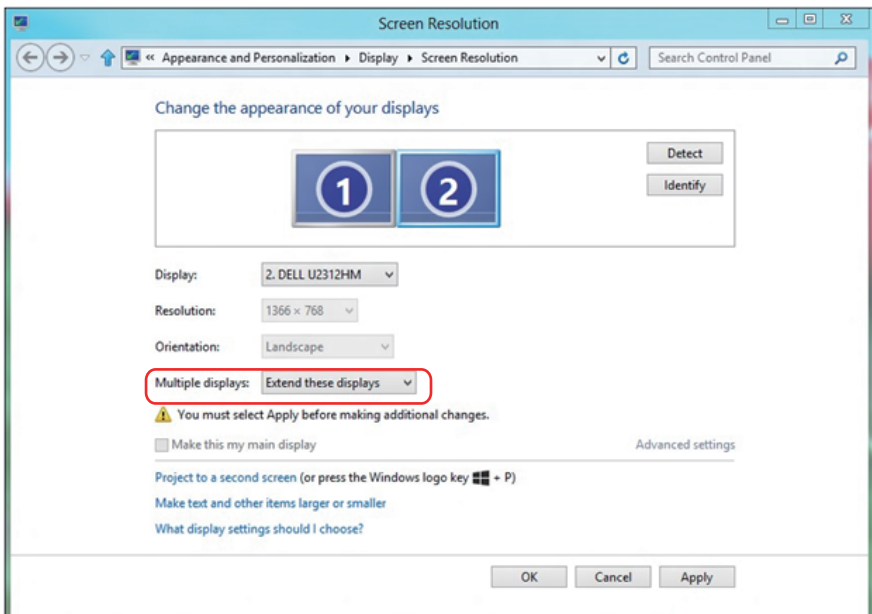 Screen Resolution
« Appearance and Personalization ▸ Display ▸ Screen Resolution
Search Control Panel
Change the appearance of your displays
Detect
Identify
1 2
Display: 2. DELL U2312HM
Resolution: 1366 × 768
Orientation: Landscape
Multiple displays: Extend these displays
You must select Apply before making additional changes.
Make this my main display Advanced settings
Project to a second screen (or press the Windows logo key + P)
Make text and other items larger or smaller
What display settings should I choose?
OK Cancel Apply